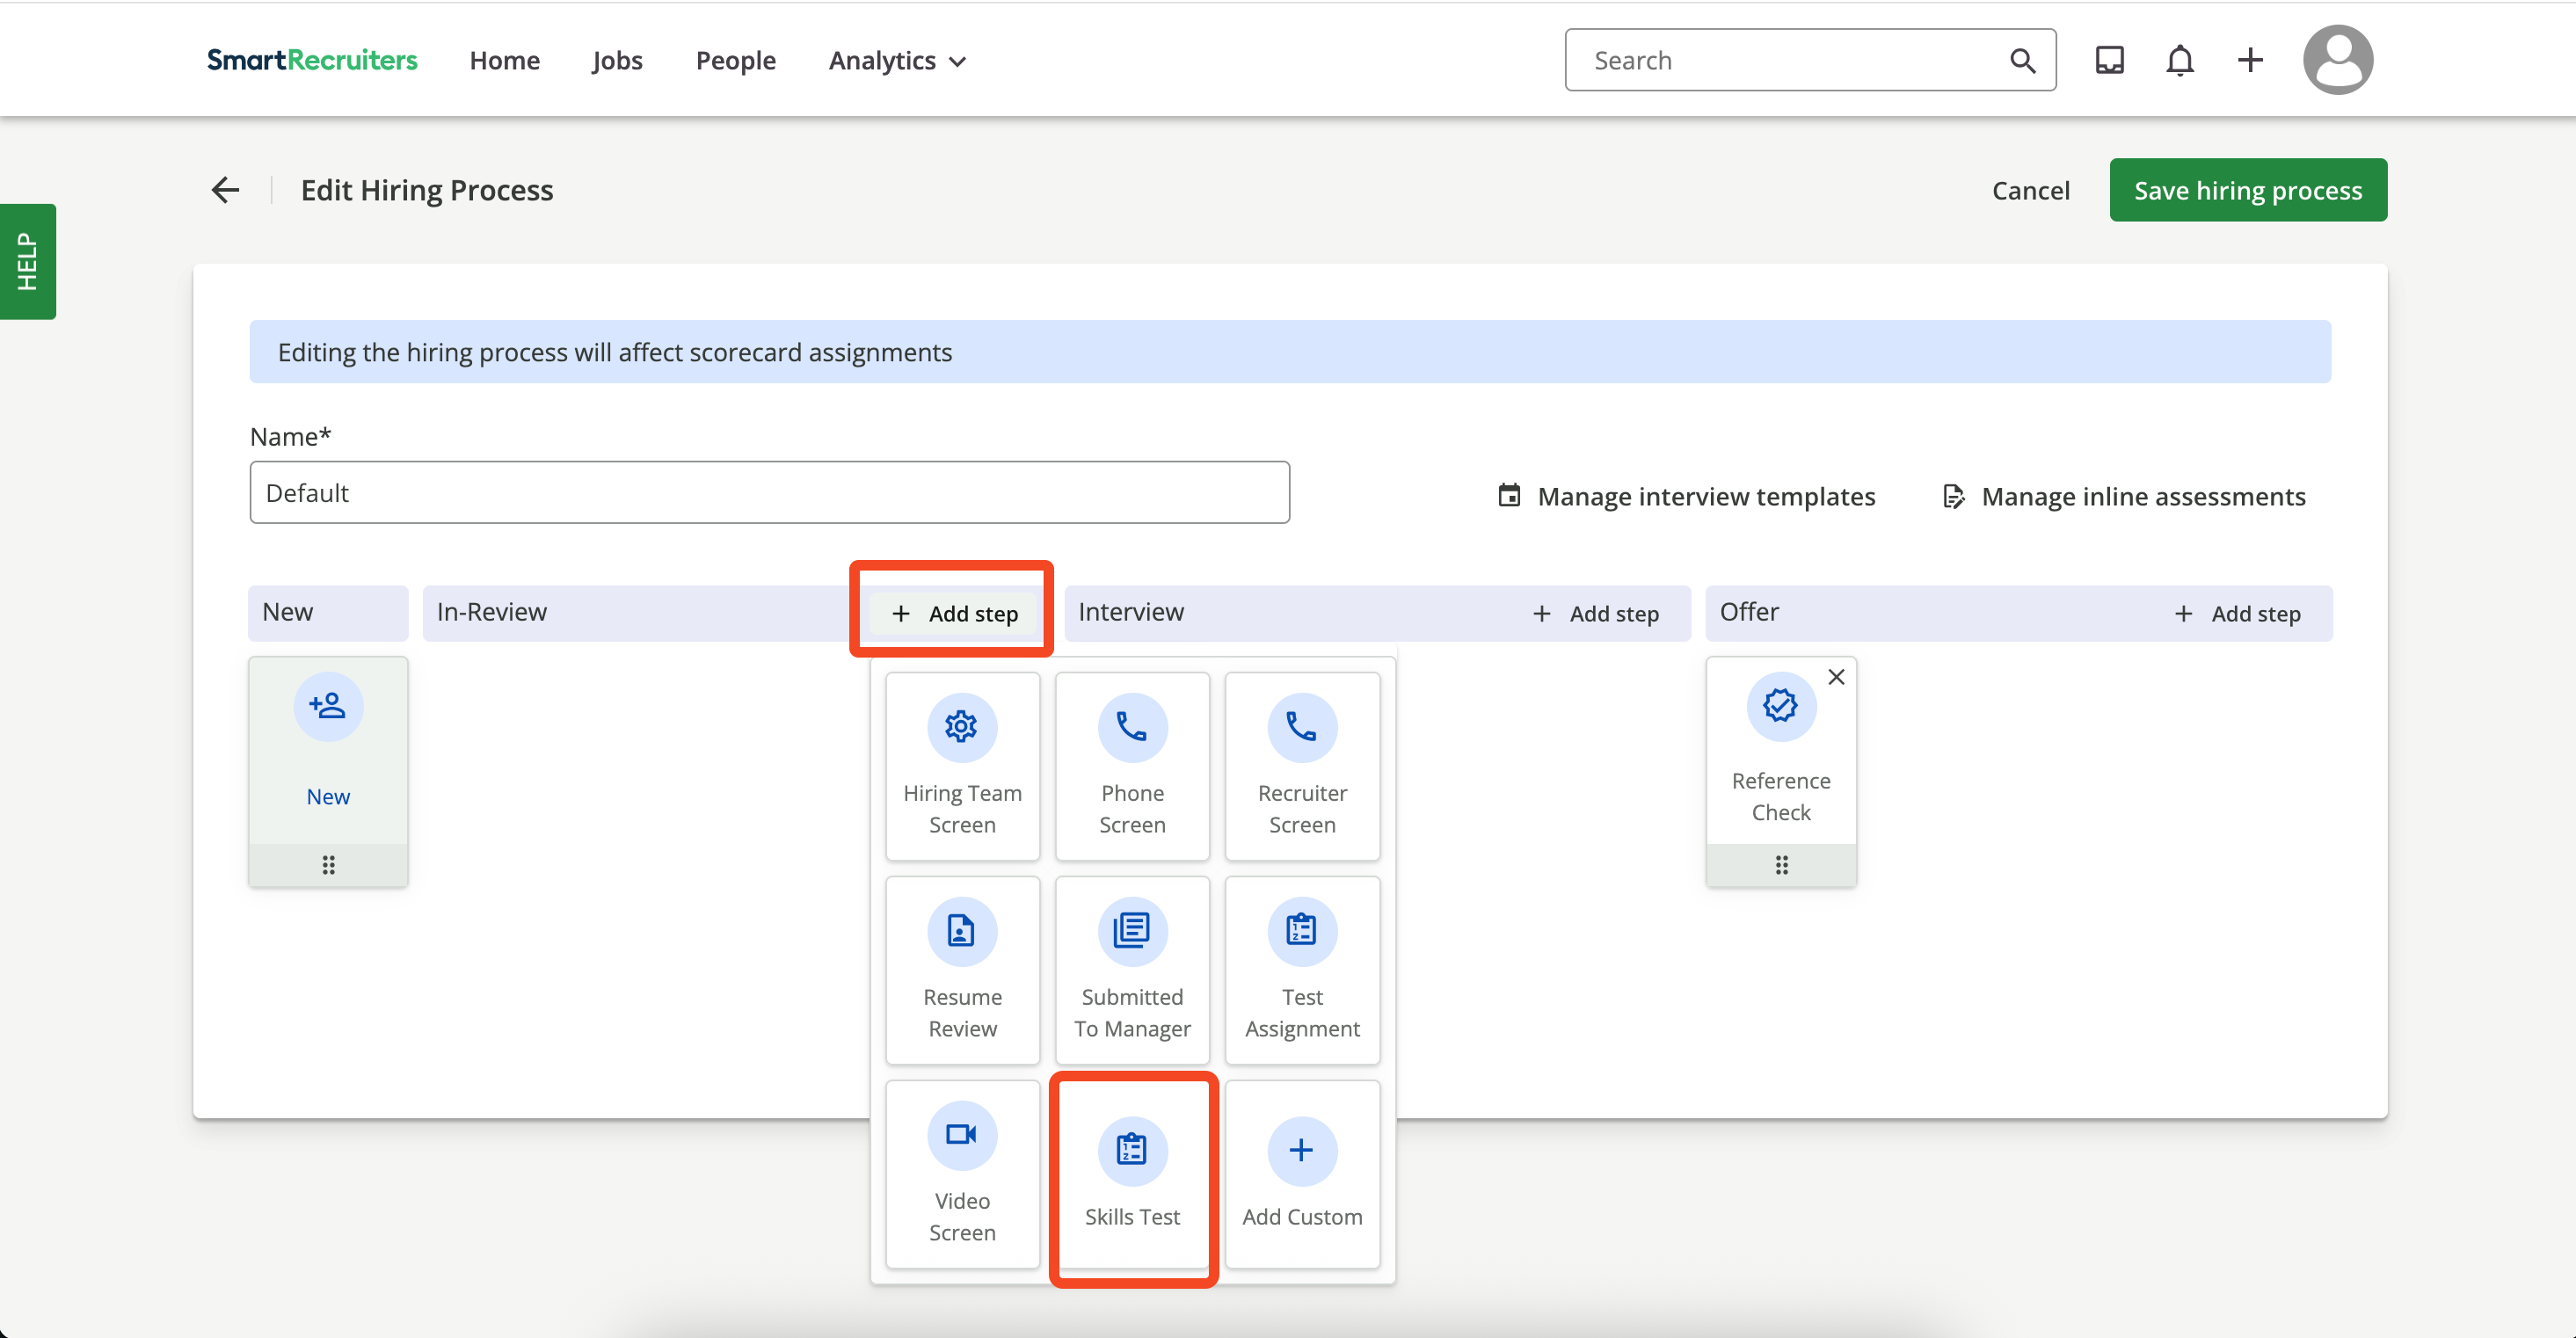 SmartRecruiters Home Jobs People Analytics Search
HELP
Edit Hiring Process Cancel Save hiring process
Editing the hiring process will affect scorecard assignments
Name*
Default
Manage interview templates Manage inline assessments
New In-Review + Add step Interview + Add step Offer + Add step
New
Hiring Team
Screen
Phone
Screen
Recruiter
Screen
Reference
Check
Resume
Review
Submitted
To Manager
Test
Assignment
Video
Screen
Skills Test
Add Custom